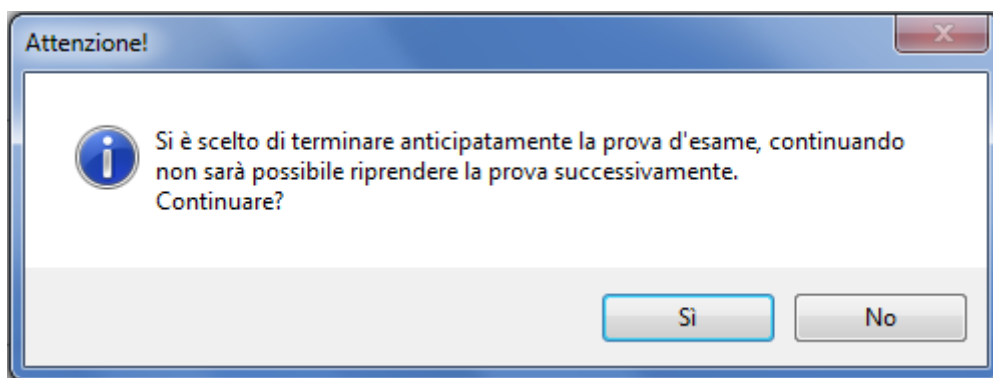 Attenzione!
Si è scelto di terminare anticipatamente la prova d'esame, continuando
non sarà possibile riprendere la prova successivamente.
Continuare?
Sì
No